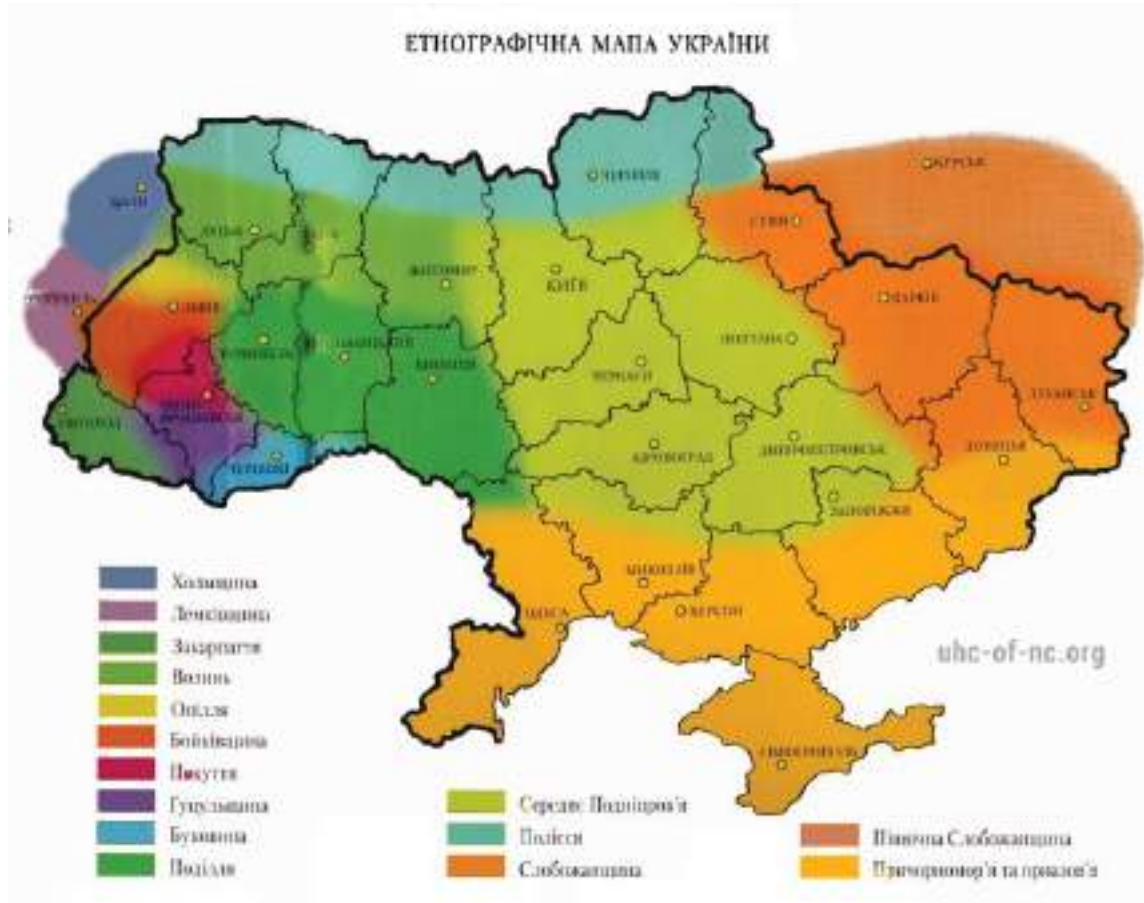 ЕТНОГРАФІЧНА МАПА УКРАЇНИ
КУРСЬК
СУМИ
ЛУЦЬК
ЖИТОМИР
КИЇВ
ХАРКІВ
ЛЬВІВ
ПОЛТАВА
ТЕРНОПІЛЬ
ЧЕРКАСИ
ВІННИЦЯ
ЛУГАНСЬК
УЖГОРОД
КІРОВОГРАД
ДНІПРОПЕТРОВСЬК
ДОНЕЦЬК
ЧЕРНІВЦІ
ЗАПОРІЖЖЯ
МИКОЛАЇВ
ХЕРСОН
ОДЕСА
uhc-of-nc.org
СІМФЕРОПОЛЬ
Холмщина
Лемківщина
Закарпаття
Волинь
Опілля
Бойківщина
Покуття
Гуцульщина
Буковина
Поділля
Середнє Подніпров'я
Полісся
Слобожанщина
Північна Слобожанщина
Причорномор'я та приазов'я